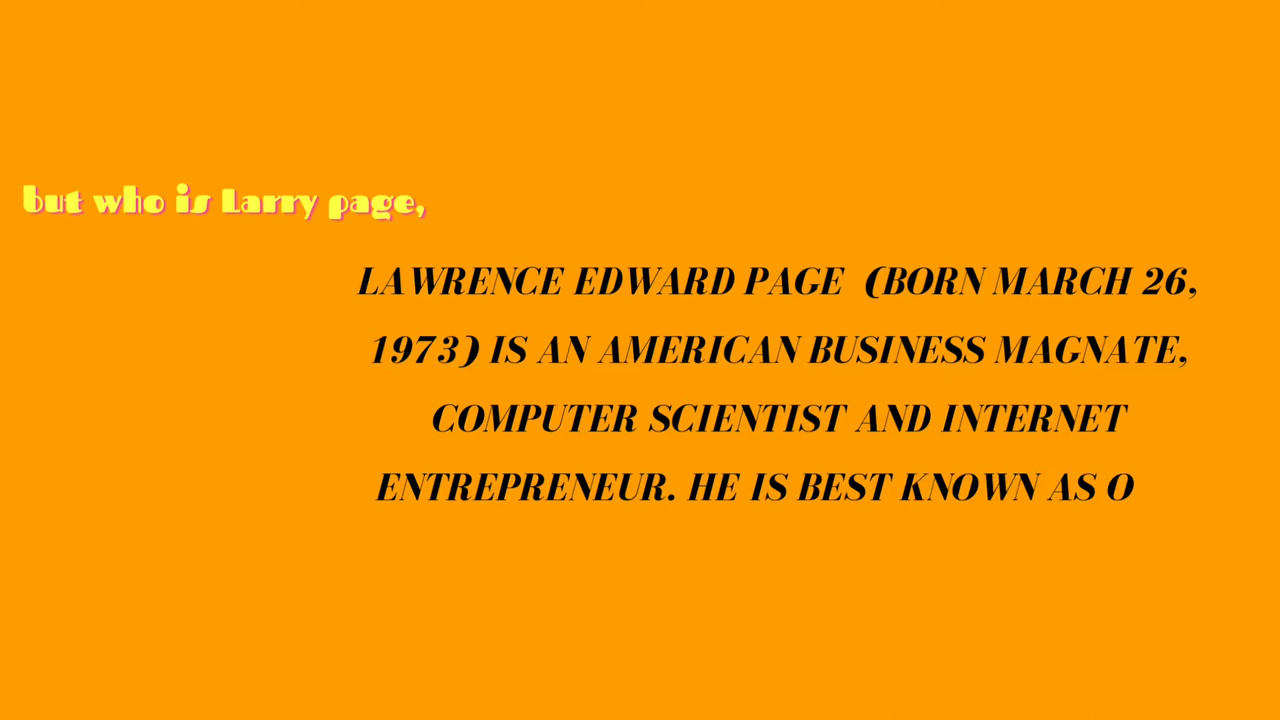 but who is Larry page,
LAWRENCE EDWARD PAGE (BORN MARCH 26,
1973) IS AN AMERICAN BUSINESS MAGNATE,
COMPUTER SCIENTIST AND INTERNET
ENTREPRENEUR. HE IS BEST KNOWN AS O